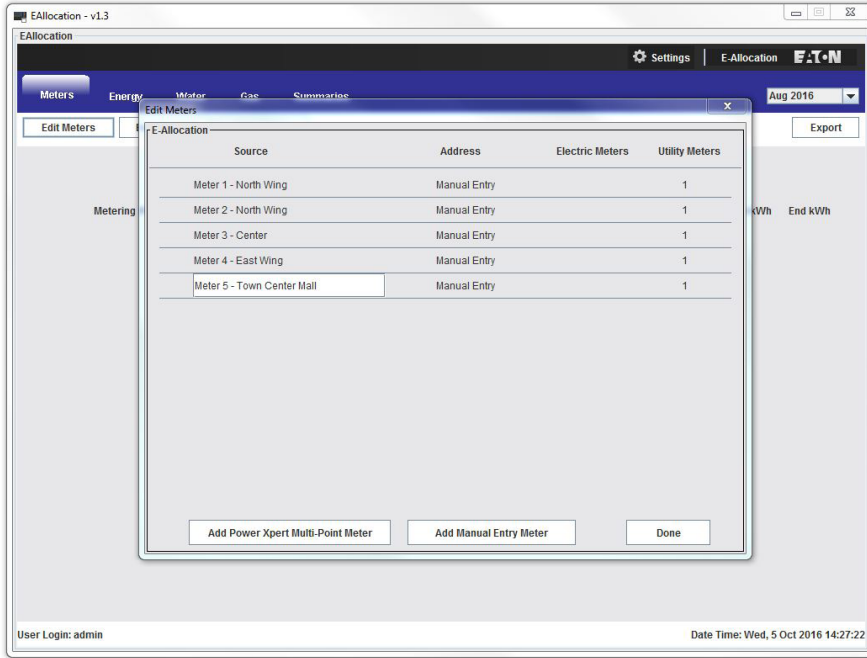 EAllocation - v1.3
EAllocation
Settings E-Allocation EATON
Meters Energy Water Gas Summaries Aug 2016
Edit Meters
Edit Meters Export
E-Allocation
Source Address Electric Meters Utility Meters
Meter 1 - North Wing Manual Entry 1
Metering kWh End kWh
Meter 2 - North Wing Manual Entry 1
Meter 3 - Center Manual Entry 1
Meter 4 - East Wing Manual Entry 1
Meter 5 - Town Center Mall Manual Entry 1
Add Power Xpert Multi-Point Meter Add Manual Entry Meter Done
User Login: admin Date Time: Wed, 5 Oct 2016 14:27:22